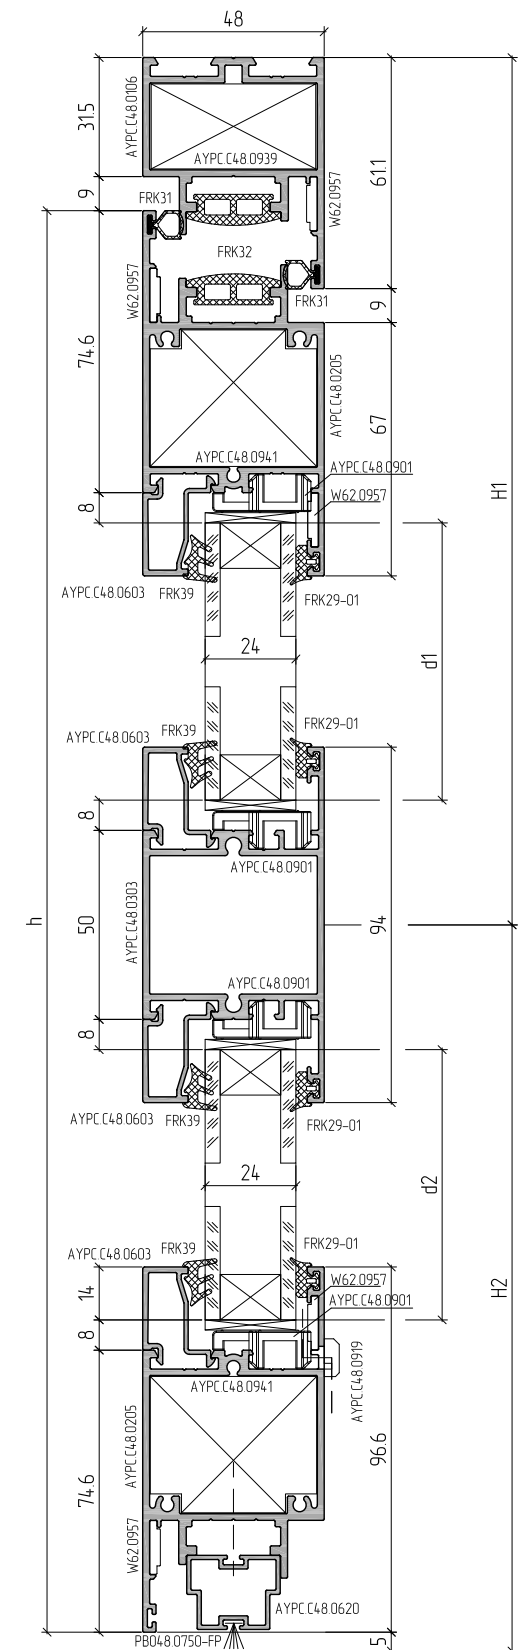 48
31.5
AYPC.C48.0106
AYPC.C48.0939
61.1
9
FRK31
W62.0957
FRK32
W62.0957
FRK31
9
74.6
AYPC.C48.0205
67
AYPC.C48.0941
AYPC.C48.0901
H1
W62.0957
8
AYPC.C48.0603
FRK39
FRK29-01
24
d1
FRK39
FRK29-01
AYPC.C48.0603
8
AYPC.C48.0901
AYPC.C48.0303
h
50
94
AYPC.C48.0901
8
AYPC.C48.0603
FRK39
FRK29-01
24
d2
FRK39
FRK29-01
AYPC.C48.0603
W62.0957
H2
14
AYPC.C48.0901
8
AYPC.C48.0919
AYPC.C48.0941
AYPC.C48.0205
96.6
74.6
W62.0957
AYPC.C48.0620
PB048.0750-FP
5